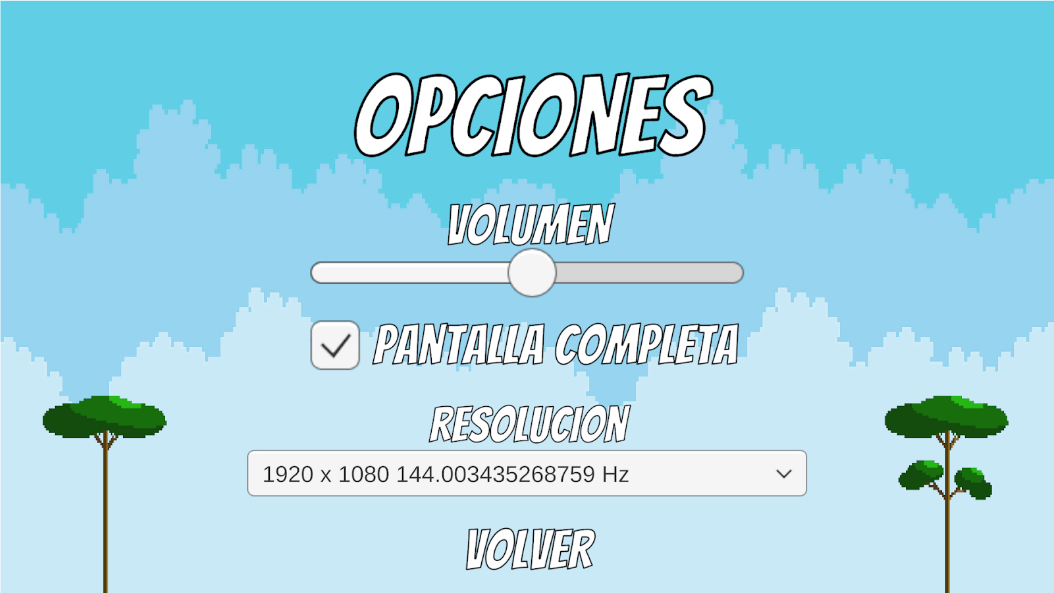 OPCIONES
VOLUMEN
PANTALLA COMPLETA
RESOLUCION
1920 x 1080 144.003435268759 Hz
VOLVER